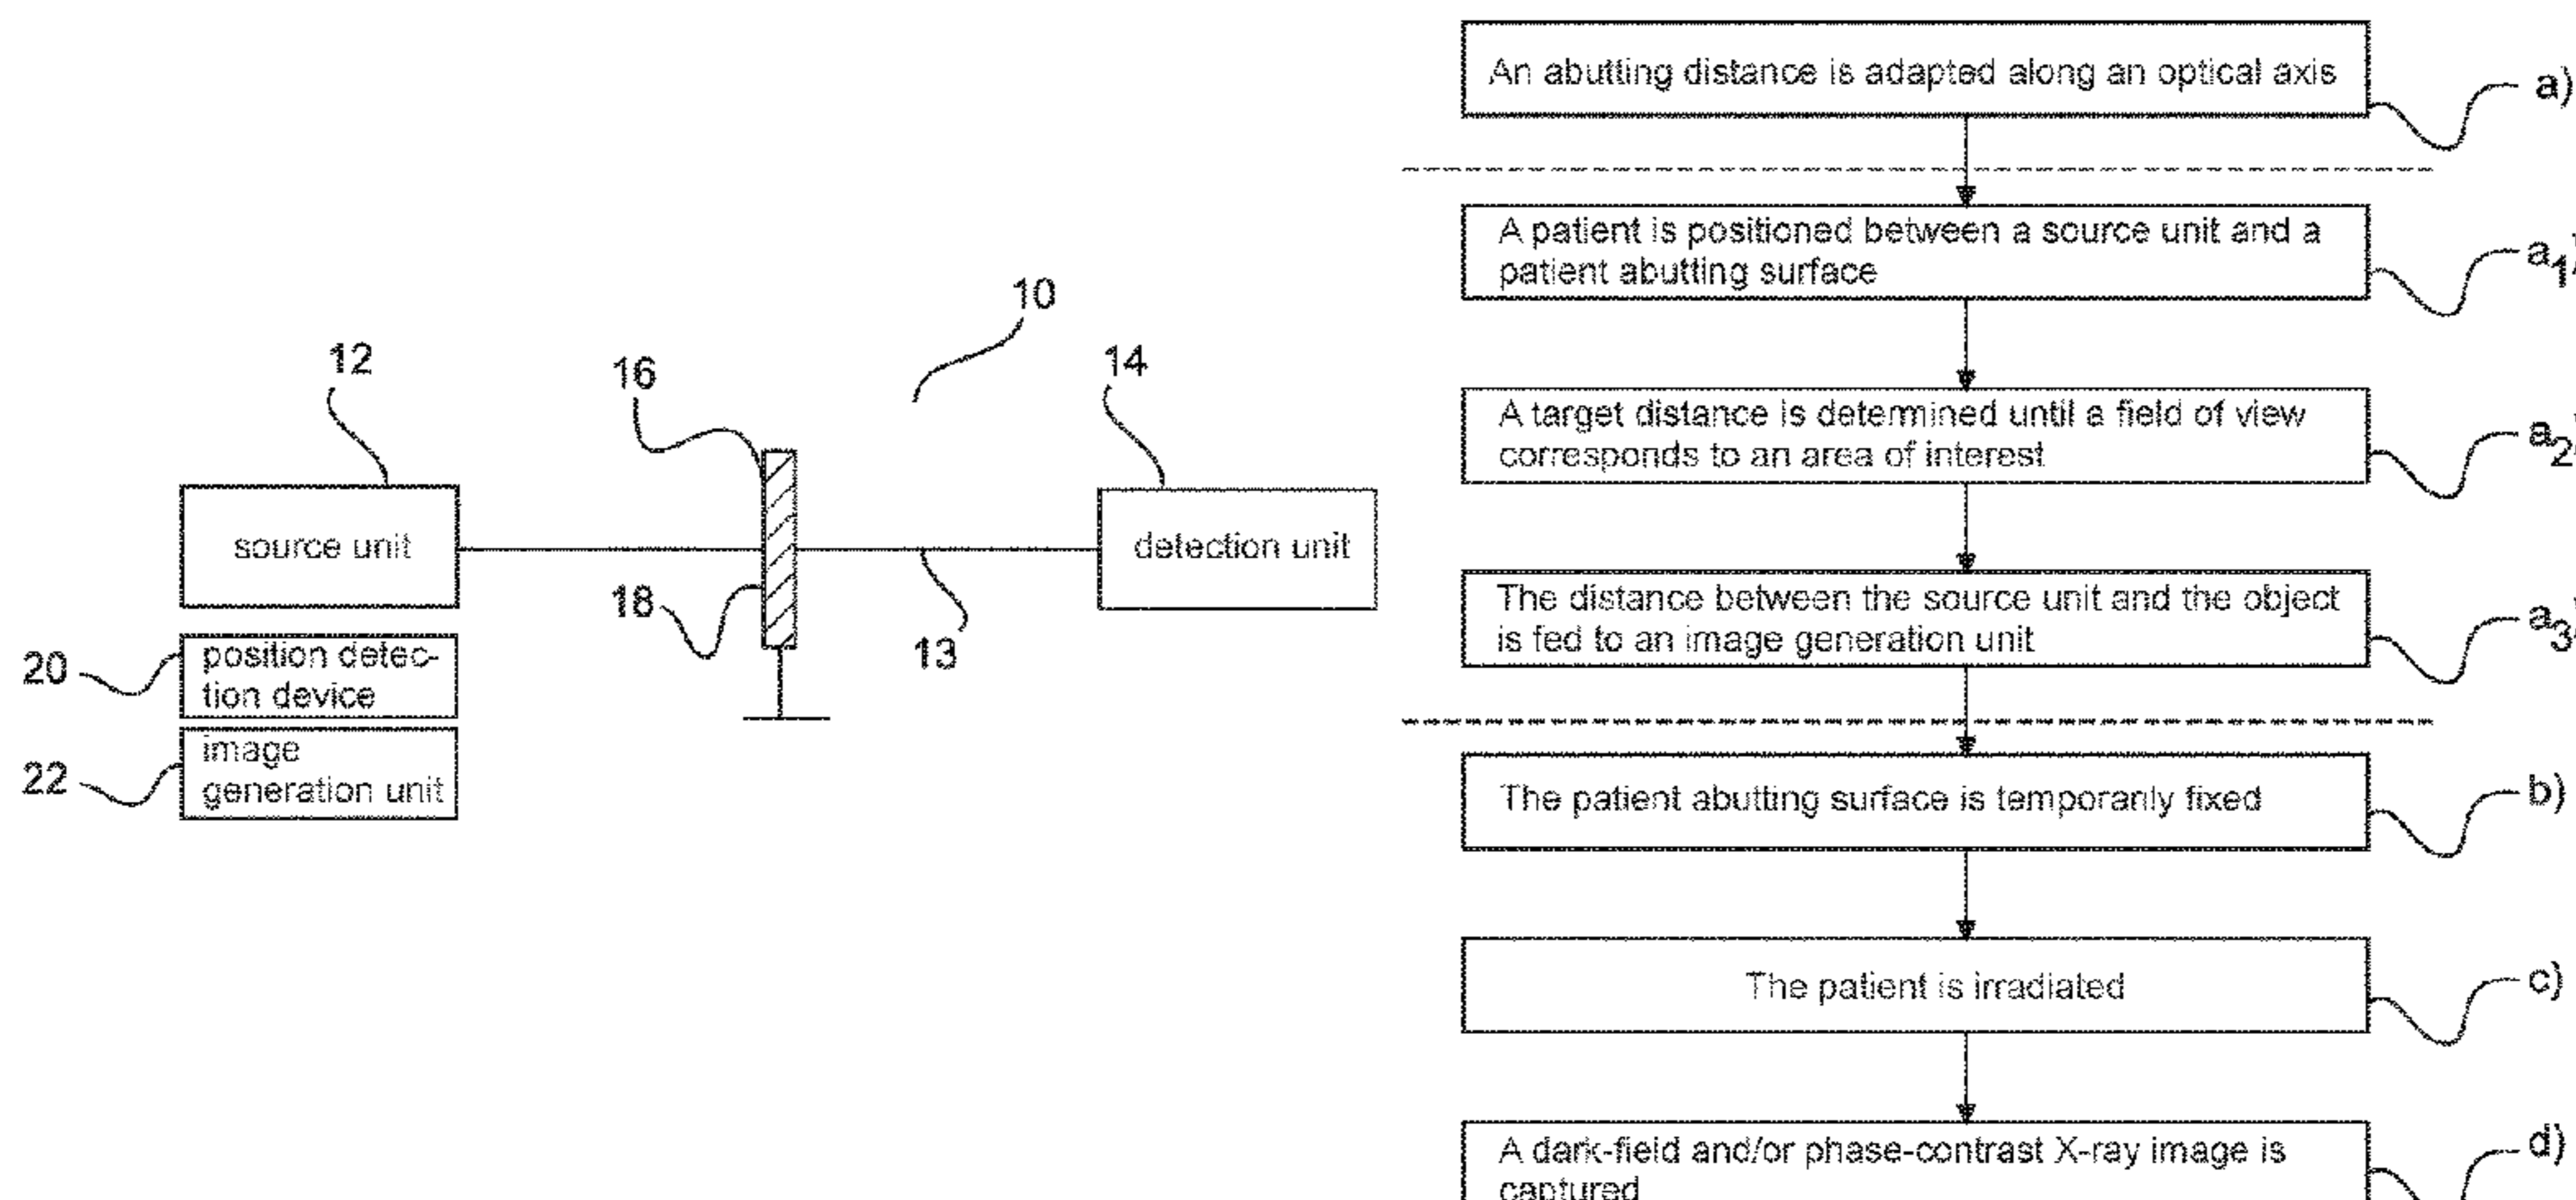 10
12
16
14
source unit
detection unit
18
13
20
position detec-
tion device
22
image
generation unit
An abutting distance is adapted along an optical axis
a)
A patient is positioned between a source unit and a
patient abutting surface
a1)
A target distance is determined until a field of view
corresponds to an area of interest
a2)
The distance between the source unit and the object
is fed to an image generation unit
a3)
The patient abutting surface is temporarily fixed
b)
The patient is irradiated
c)
A dark-field and/or phase-contrast X-ray image is
captured
d)